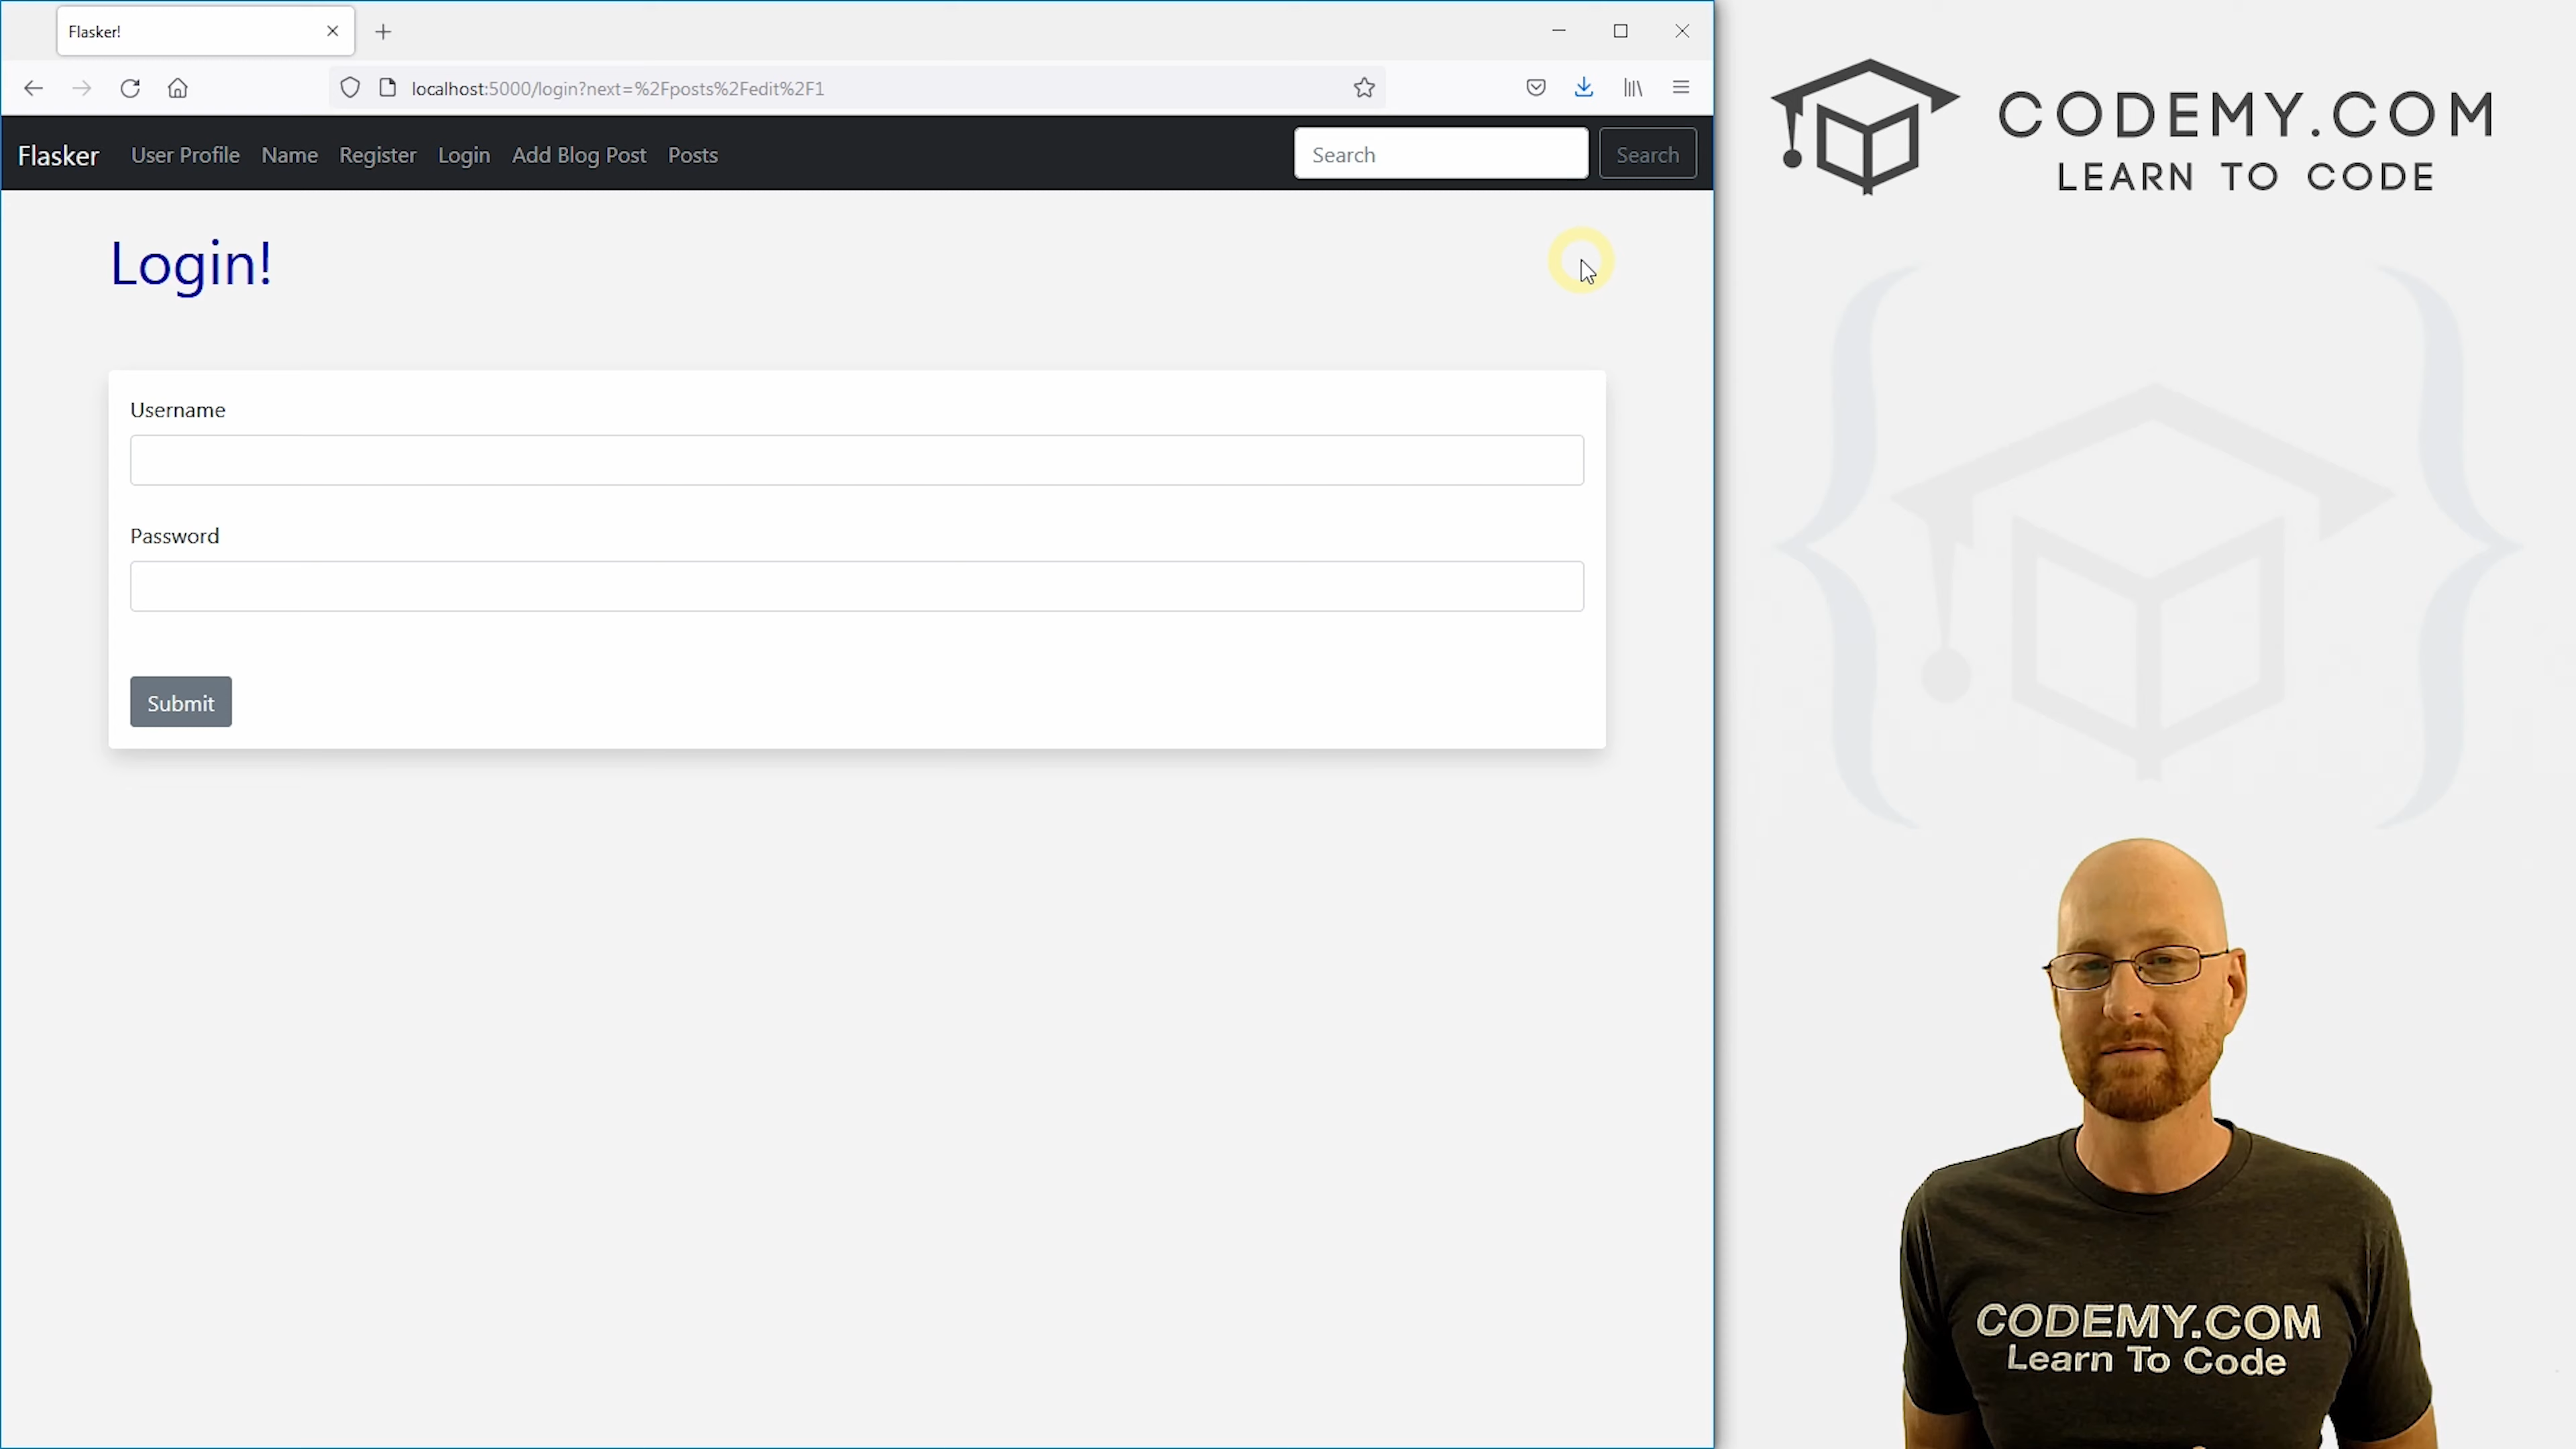 Flasker!
localhost:5000/login?next=%2Fposts%2Fedit%2F1
Flasker User Profile Name Register Login Add Blog Post Posts Search Search
Login!
Username
Password
Submit
CODEMY.COM
LEARN TO CODE
CODEMY.COM
Learn To Code